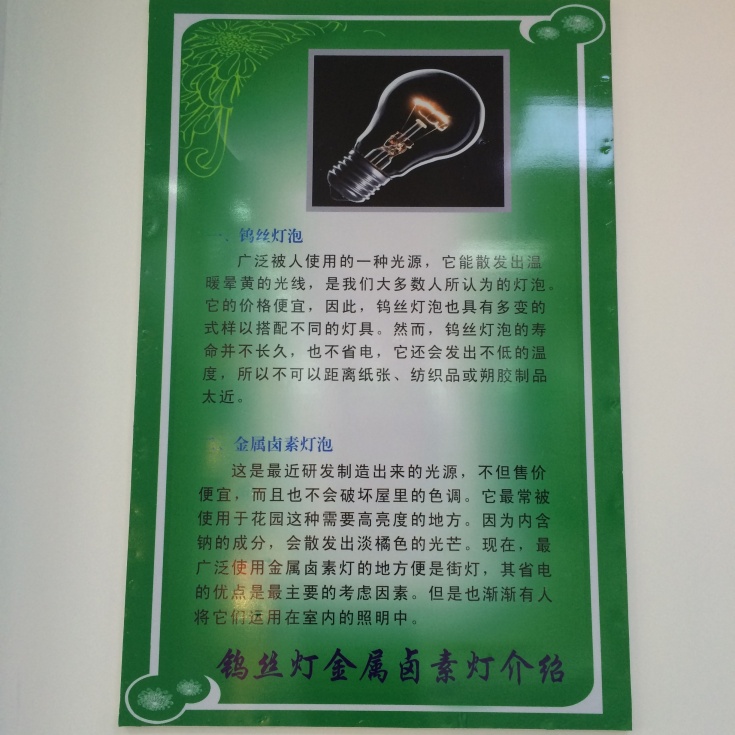 一、钨丝灯泡
广泛被人使用的一种光源，它能散发出温
暖晕黄的光线，是我们大多数人所认为的灯泡。
它的价格便宜，因此，钨丝灯泡也具有多变的
式样以搭配不同的灯具。然而，钨丝灯泡的寿
命并不长久，也不省电，它还会发出不低的温
度，所以不可以距离纸张、纺织品或朔胶制品
太近。
二、金属卤素灯泡
这是最近研发制造出来的光源，不但售价
便宜，而且也不会破坏屋里的色调。它最常被
使用于花园这种需要高亮度的地方。因为内含
钠的成分，会散发出淡橘色的光芒。现在，最
广泛使用金属卤素灯的地方便是街灯，其省电
的优点是最主要的考虑因素。但是也渐渐有人
将它们运用在室内的照明中。
钨丝灯金属卤素灯介绍